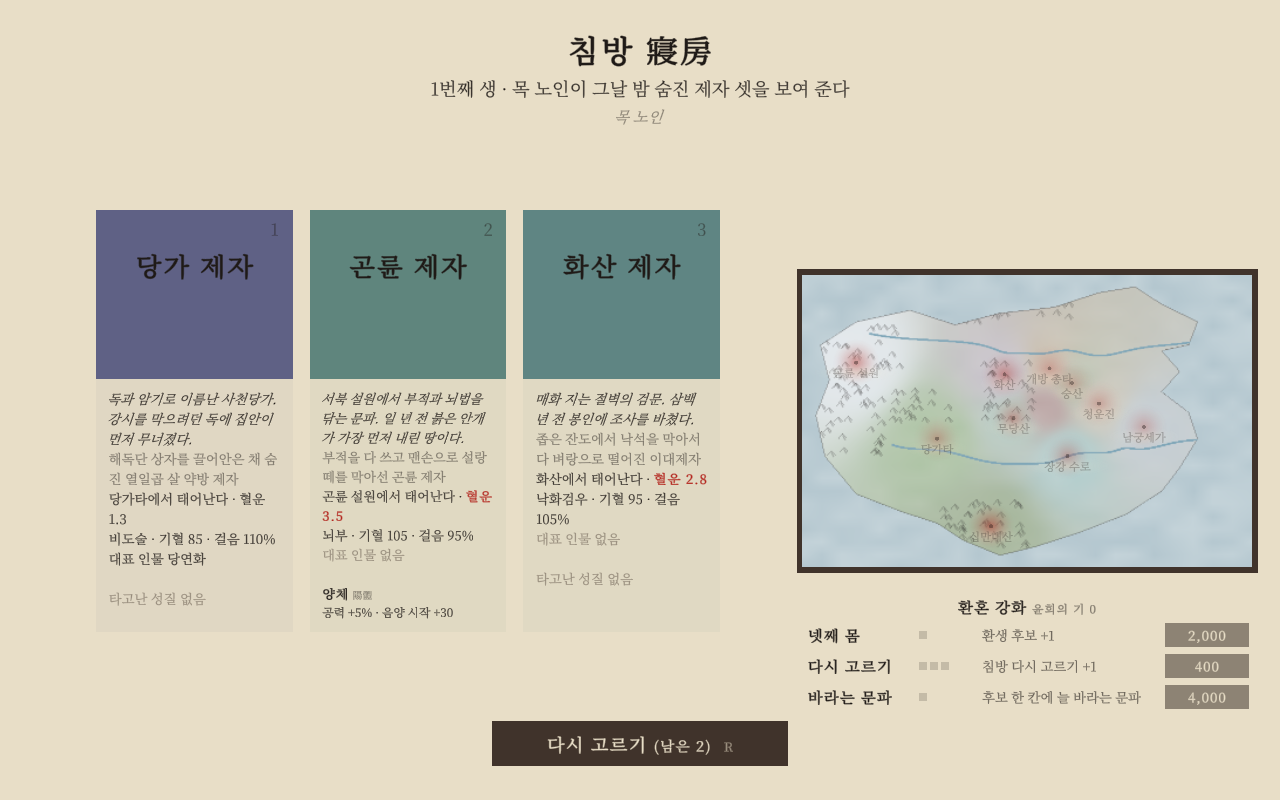 침방 寢房
1번째 생 · 목 노인이 그날 밤 숨진 제자 셋을 보여 준다
목 노인
1
당가 제자
독과 암기로 이름난 사천당가.
강시를 막으려던 독에 집안이
먼저 무너졌다.
해독단 상자를 끌어안은 채 숨
진 열일곱 살 약방 제자
당가타에서 태어난다 · 혈운
1.3
비도술 · 기혈 85 · 걸음 110%
대표 인물 당연화
타고난 성질 없음
2
곤륜 제자
서북 설원에서 부적과 뇌법을
닦는 문파. 일 년 전 붉은 안개
가 가장 먼저 내린 땅이다.
부적을 다 쓰고 맨손으로 설랑
떼를 막아선 곤륜 제자
곤륜 설원에서 태어난다 · 혈운
3.5
뇌부 · 기혈 105 · 걸음 95%
대표 인물 없음
양체 陽體
공력 +5% · 음양 시작 +30
3
화산 제자
매화 지는 절벽의 검문. 삼백
년 전 봉인에 조사를 바쳤다.
좁은 잔도에서 낙석을 막아서
다 벼랑으로 떨어진 이대제자
화산에서 태어난다 · 혈운 2.8
낙화검우 · 기혈 95 · 걸음
105%
대표 인물 없음
타고난 성질 없음
곤륜 설원
화산
개방 총타
숭산
청운진
무당산
남궁세가
당가타
장강 수로
십만대산
환혼 강화 윤회의 기 0
넷째 몸
환생 후보 +1
2,000
다시 고르기
침방 다시 고르기 +1
400
바라는 문파
후보 한 칸에 늘 바라는 문파
4,000
다시 고르기 (남은 2) R